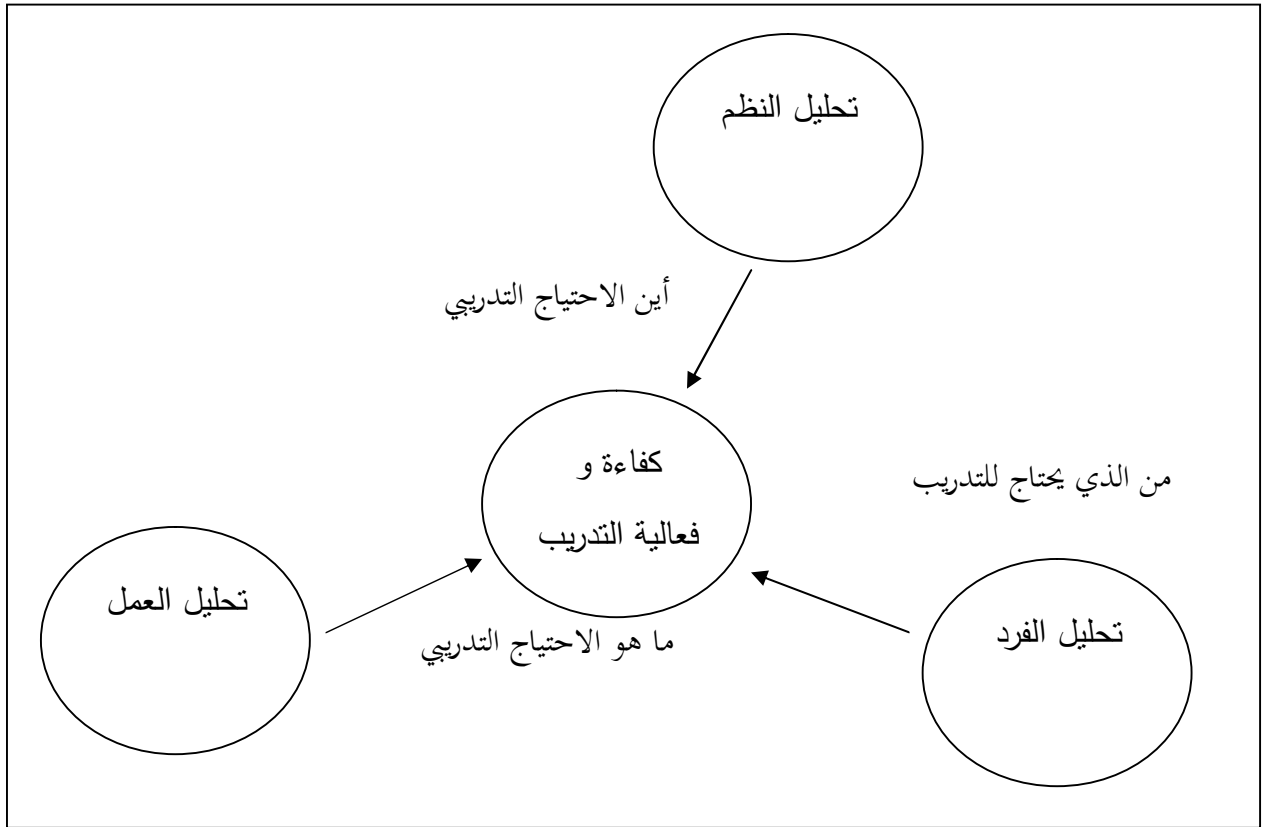 تحليل النظم
أين الاحتياج التدريبي
كفاءة و
فعالية التدريب
من الذي يحتاج للتدريب
تحليل العمل
تحليل الفرد
ما هو الاحتياج التدريبي